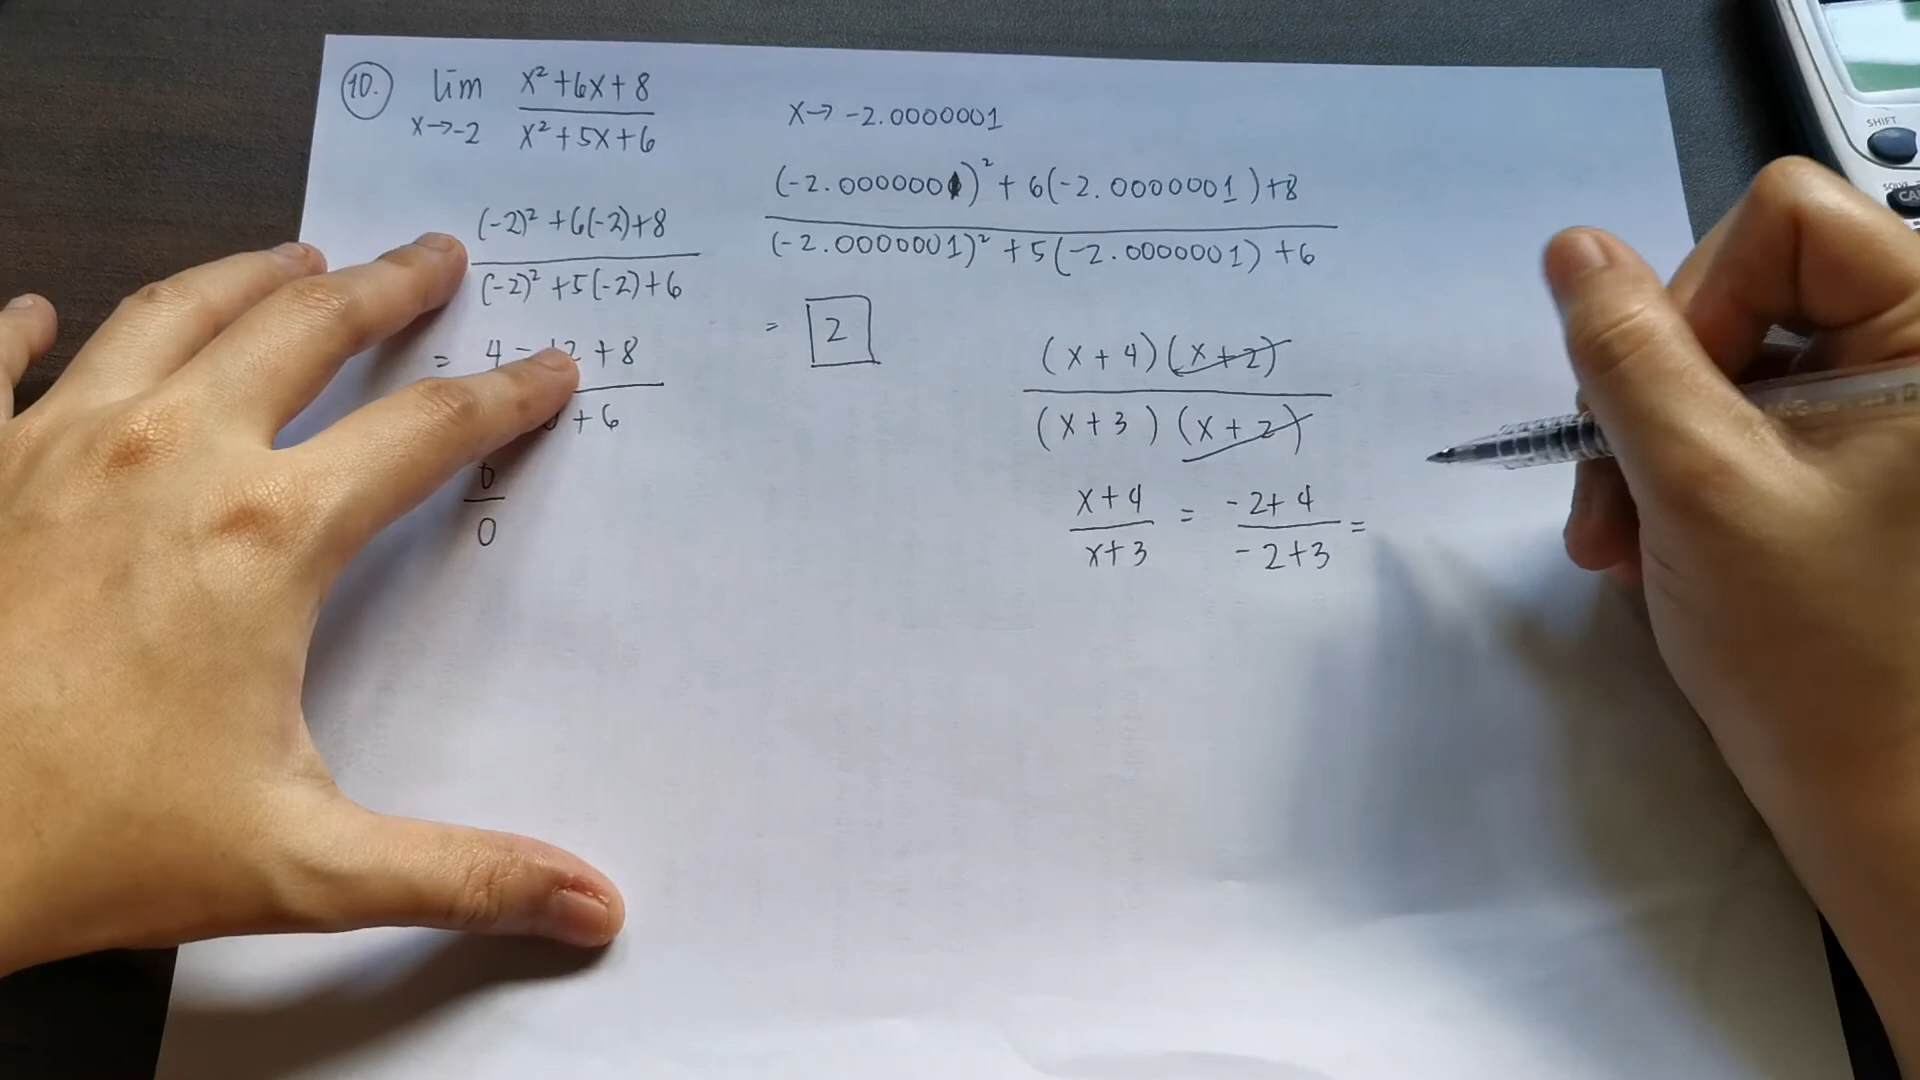 10. lim x²+6x+8
x→-2 x²+5x+6
(-2)²+6(-2)+8
(-2)²+5(-2)+6
= 4-12+8
+6
0
0
x→ -2.0000001
(-2.0000001)² + 6(-2.0000001)+8
(-2.0000001)² + 5(-2.0000001)+6
= 2
(x+4)(x+2)
(x+3)(x+2)
x+4 = -2+4 =
x+3 -2+3
SHIFT